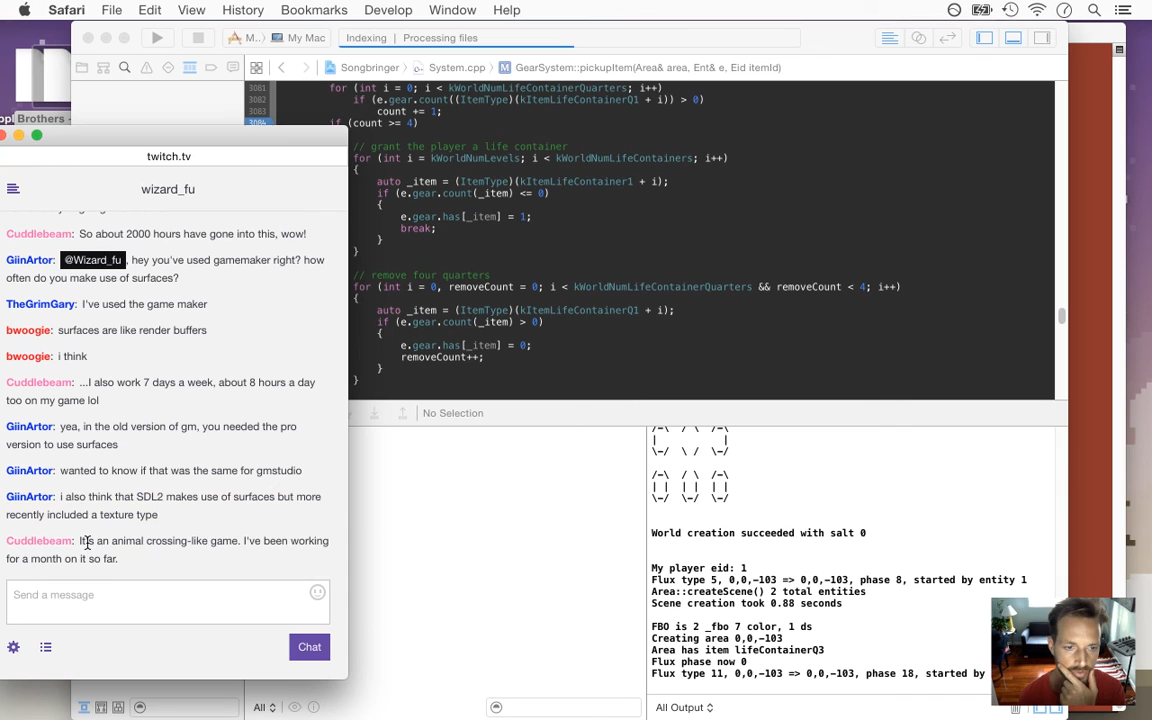 Safari File Edit View History Bookmarks Develop Window Help
M.. My Mac
Indexing | Processing files
Songbringer System.cpp M GearSystem::pickupItem(Area& area, Ent& e, Eid itemId)
Brothers
3081 for (int i = 0; i < kWorldNumLifeContainerQuarters; i++)
3082 if (e.gear.count((ItemType)(kItemLifeContainerQ1 + i)) > 0)
3083 count += 1;
3084 if (count >= 4)
// grant the player a life container
for (int i = kWorldNumLevels; i < kWorldNumLifeContainers; i++)
{
auto _item = (ItemType)(kItemLifeContainer1 + i);
if (e.gear.count(_item) <= 0)
{
e.gear.has[_item] = 1;
break;
}
}
// remove four quarters
for (int i = 0, removeCount = 0; i < kWorldNumLifeContainerQuarters && removeCount < 4; i++)
{
auto _item = (ItemType)(kItemLifeContainerQ1 + i);
if (e.gear.count(_item) > 0)
{
e.gear.has[_item] = 0;
removeCount++;
}
}
No Selection
twitch.tv
wizard_fu
Cuddlebeam: So about 2000 hours have gone into this, wow!
GiinArtor: @Wizard_fu, hey you've used gamemaker right? how
often do you make use of surfaces?
TheGrimGary: I've used the game maker
bwoogie: surfaces are like render buffers
bwoogie: i think
Cuddlebeam: ...I also work 7 days a week, about 8 hours a day
too on my game lol
GiinArtor: yea, in the old version of gm, you needed the pro
version to use surfaces
GiinArtor: wanted to know if that was the same for gmstudio
GiinArtor: i also think that SDL2 makes use of surfaces but more
recently included a texture type
Cuddlebeam: It's an animal crossing-like game. I've been working
for a month on it so far.
Send a message
Chat
/-\ / \ /-\
| |
\-/ \ / \-/
/-\ / \ /-\
| | | | | |
\-/ \-/ \-/
World creation succeeded with salt 0
My player eid: 1
Flux type 5, 0,0,-103 => 0,0,-103, phase 8, started by entity 1
Area::createScene() 2 total entities
Scene creation took 0.88 seconds
FBO is 2 _fbo 7 color, 1 ds
Creating area 0,0,-103
Area has item lifeContainerQ3
Flux phase now 0
Flux type 11, 0,0,-103 => 0,0,-103, phase 18, started by
All
All Output